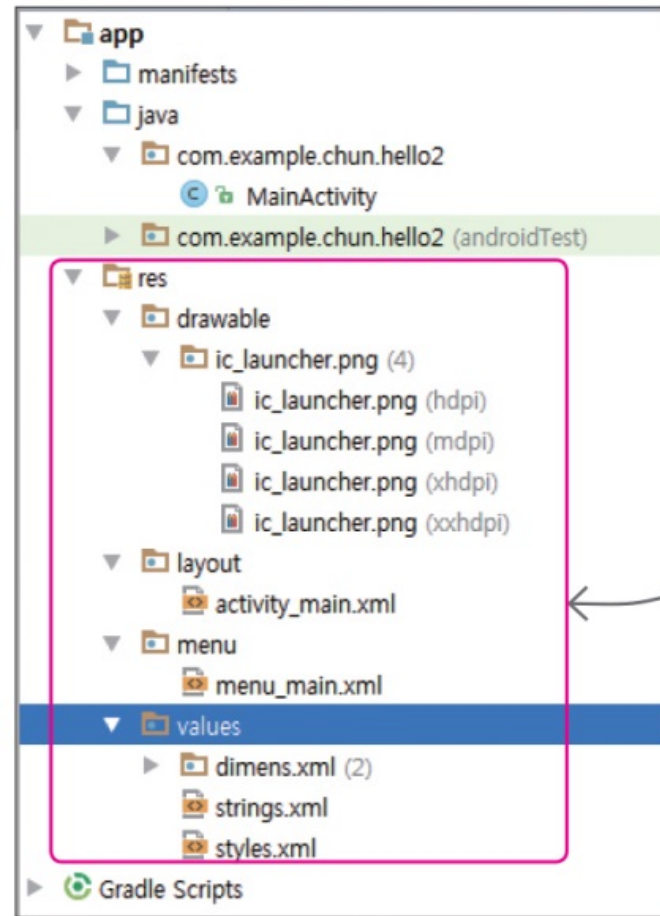 app
manifests
java
com.example.chun.hello2
C MainActivity
com.example.chun.hello2 (androidTest)
res
drawable
ic_launcher.png (4)
ic_launcher.png (hdpi)
ic_launcher.png (mdpi)
ic_launcher.png (xhdpi)
ic_launcher.png (xxhdpi)
layout
activity_main.xml
menu
menu_main.xml
values
dimens.xml (2)
strings.xml
styles.xml
Gradle Scripts